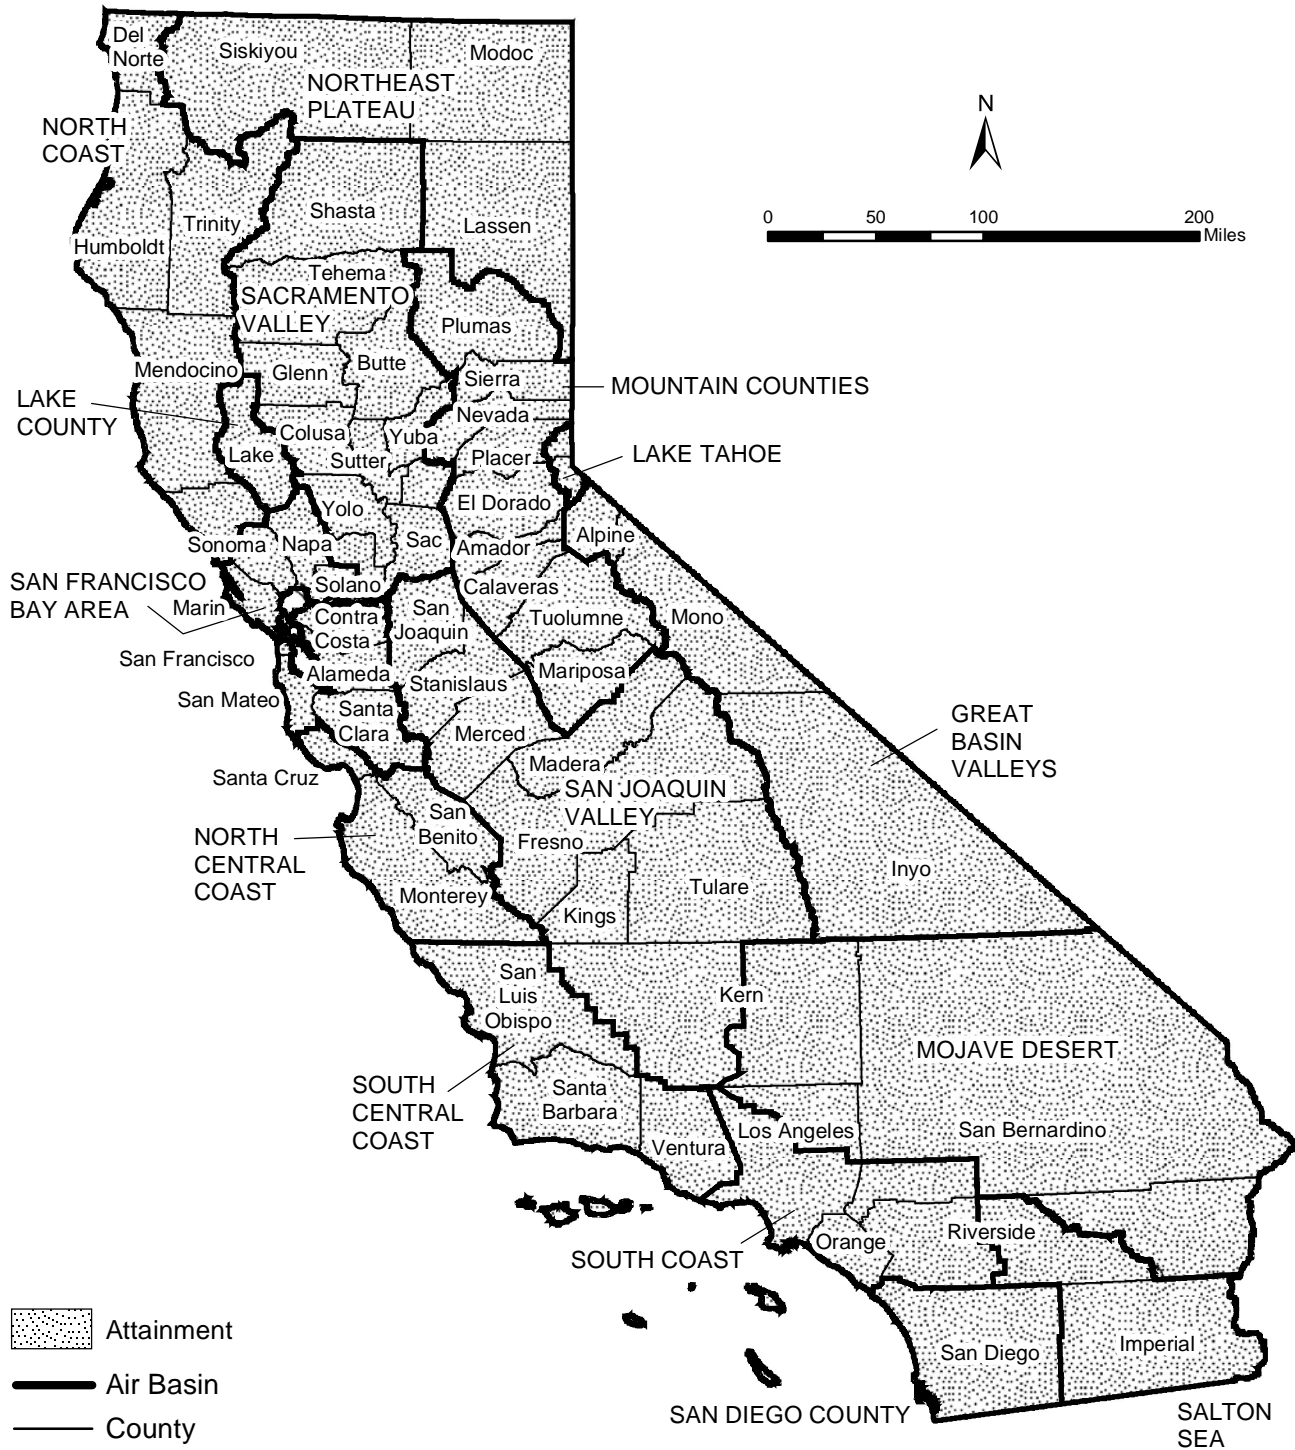 Del
Norte
Siskiyou
Modoc
NORTHEAST
PLATEAU
NORTH
COAST
N
0 50 100 200
Miles
Shasta
Trinity
Lassen
Humboldt
Tehema
SACRAMENTO
VALLEY
Plumas
Mendocino
Glenn
Butte
Sierra
MOUNTAIN COUNTIES
LAKE
COUNTY
Nevada
Colusa
Yuba
Lake
Sutter
Placer
LAKE TAHOE
Yolo
El Dorado
Sonoma
Napa
Sac
Amador
Alpine
SAN FRANCISCO
BAY AREA
Solano
Calaveras
Marin
Contra
Costa
San
Joaquin
Tuolumne
Mono
San Francisco
Alameda
Stanislaus
Mariposa
San Mateo
Santa
Clara
Merced
GREAT
BASIN
VALLEYS
Madera
Santa Cruz
SAN JOAQUIN
VALLEY
San
Benito
NORTH
CENTRAL
COAST
Fresno
Inyo
Tulare
Monterey
Kings
San
Luis
Obispo
Kern
MOJAVE DESERT
SOUTH
CENTRAL
COAST
Santa
Barbara
Ventura
Los Angeles
San Bernardino
Orange
Riverside
SOUTH COAST
Attainment
San Diego
Imperial
Air Basin
SAN DIEGO COUNTY
SALTON
SEA
County